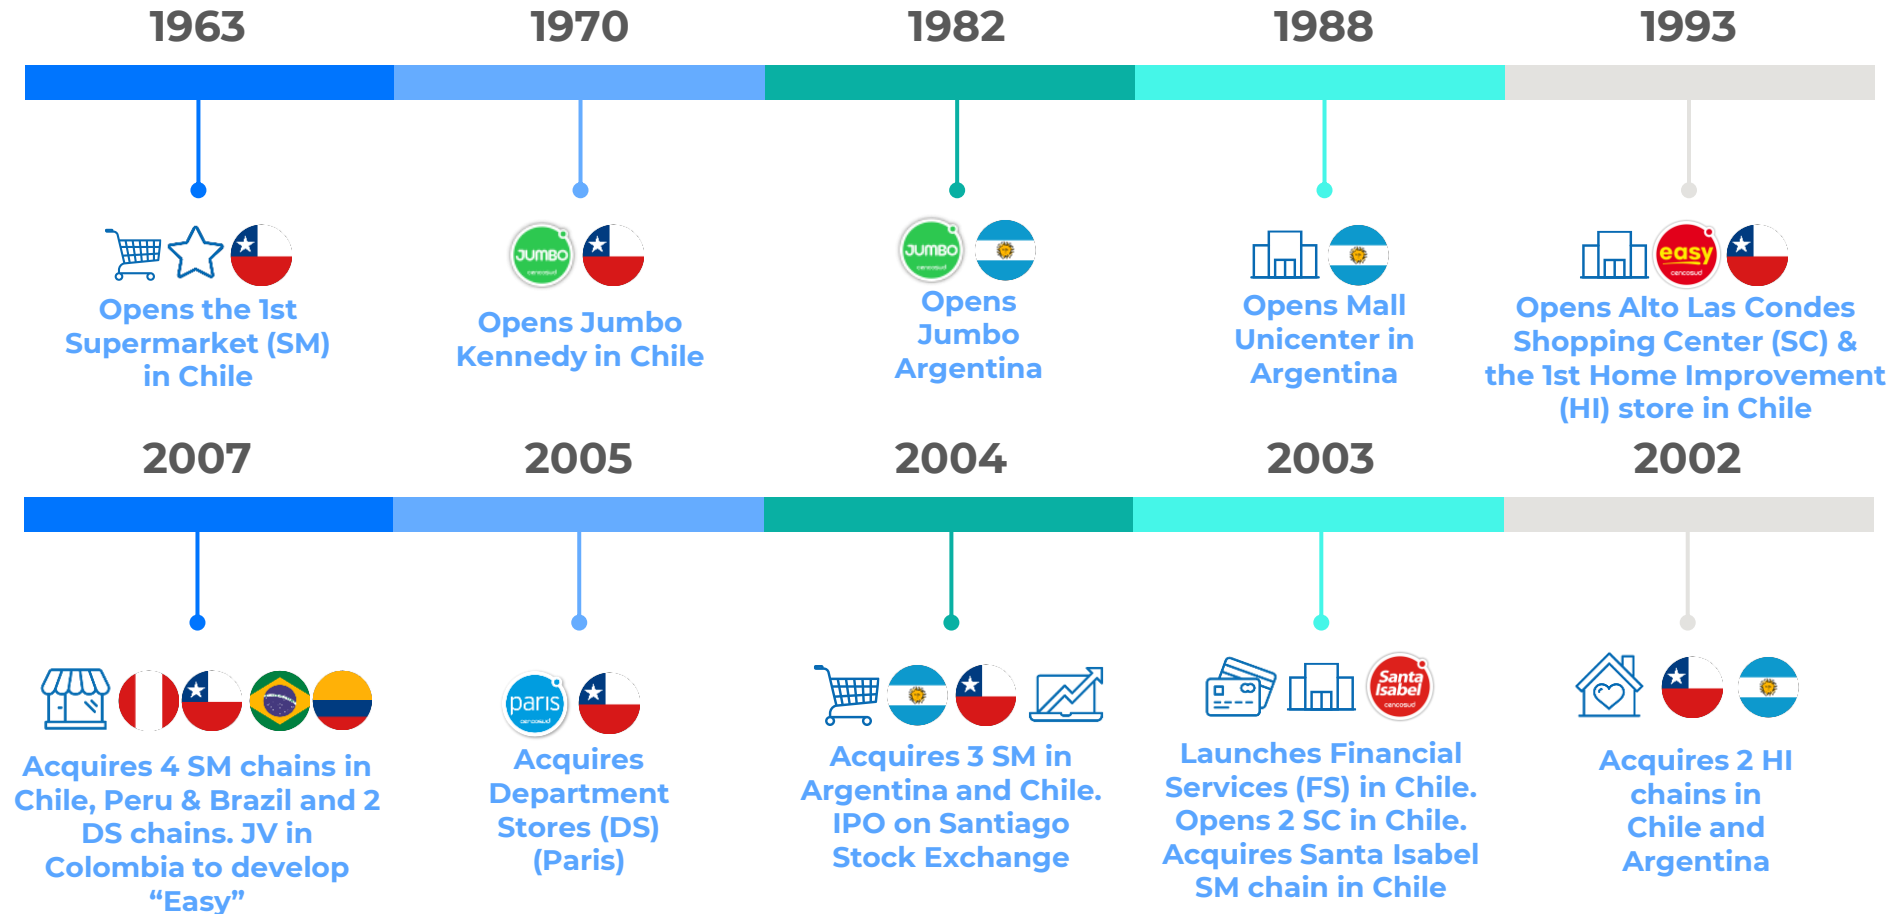 1963
1970
1982
1988
1993
JUMBO
cencosud
Opens the 1st
Supermarket (SM)
in Chile
Opens Jumbo
Kennedy in Chile
JUMBO
cencosud
Opens
Jumbo
Argentina
Opens Mall
Unicenter in
Argentina
easy
cencosud
Opens Alto Las Condes
Shopping Center (SC) &
the 1st Home Improvement
(HI) store in Chile
2007
2005
2004
2003
2002
Acquires 4 SM chains in
Chile, Peru & Brazil and 2
DS chains. JV in
Colombia to develop
“Easy”
paris
cencosud
Acquires
Department
Stores (DS)
(Paris)
Acquires 3 SM in
Argentina and Chile.
IPO on Santiago
Stock Exchange
Santa
Isabel
cencosud
Launches Financial
Services (FS) in Chile.
Opens 2 SC in Chile.
Acquires Santa Isabel
SM chain in Chile
Acquires 2 HI
chains in
Chile and
Argentina